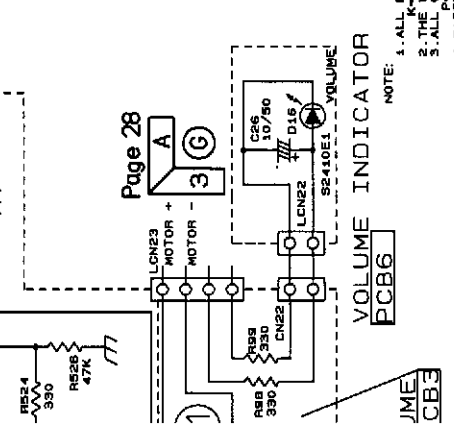 Page 28
A
3
G
LCN23
MOTOR +
MOTOR -
C26
10/50
D16
VOLUME
S2410E1
LCN22
CN22
R99
330
R98
330
R524
330
R526
47K
1
VOLUME INDICATOR
PCB6
NOTE:
1.ALL
2.THE
3.ALL
UME
CB3